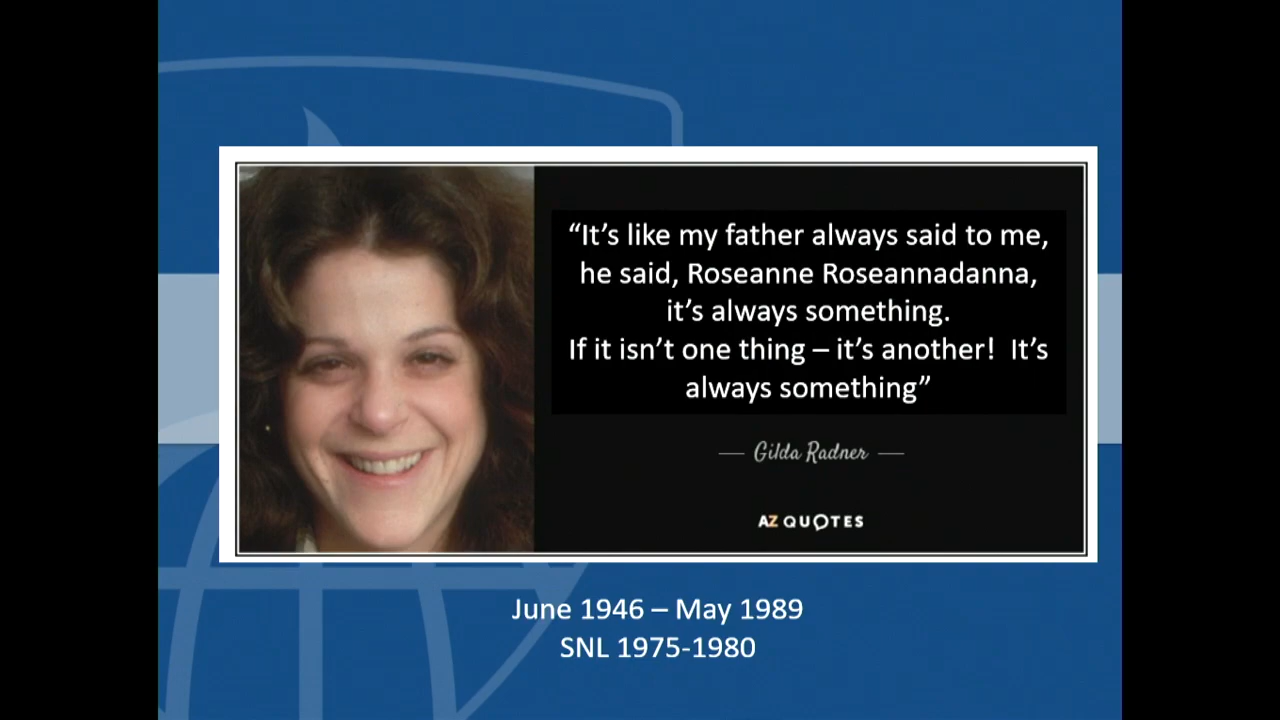 “It’s like my father always said to me,
he said, Roseanne Roseannadanna,
it’s always something.
If it isn’t one thing – it’s another!  It’s
always something”
— Gilda Radner —
AZ QUOTES
June 1946 – May 1989
SNL 1975-1980